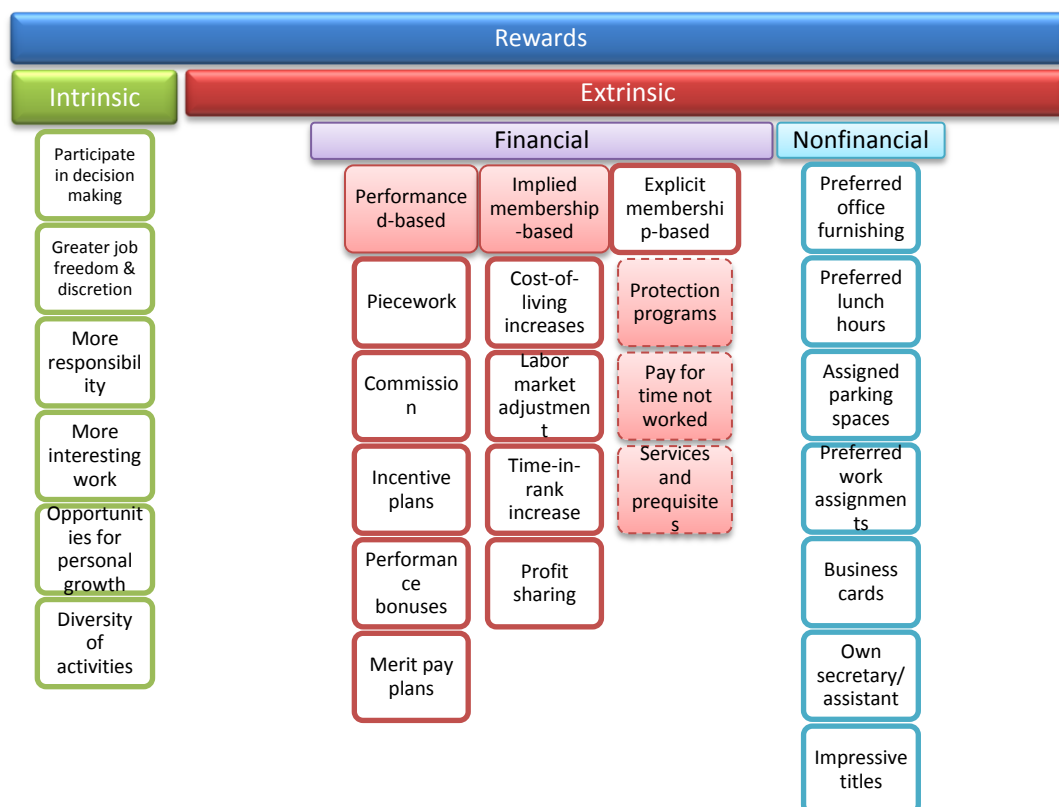 Rewards
Intrinsic
Extrinsic
Financial
Nonfinancial
Participate
in decision
making
Greater job
freedom &
discretion
More
responsibil
ity
More
interesting
work
Opportunit
ies for
personal
growth
Diversity
of
activities
Performance
d-based
Piecework
Commissio
n
Incentive
plans
Performan
ce
bonuses
Merit pay
plans
Implied
membership
-based
Cost-of-
living
increases
Labor
market
adjustmen
t
Time-in-
rank
increase
Profit
sharing
Explicit
membershi
p-based
Protection
programs
Pay for
time not
worked
Services
and
prequisite
s
Preferred
office
furnishing
Preferred
lunch
hours
Assigned
parking
spaces
Preferred
work
assignme
nts
Business
cards
Own
secretary/
assistant
Impressive
titles